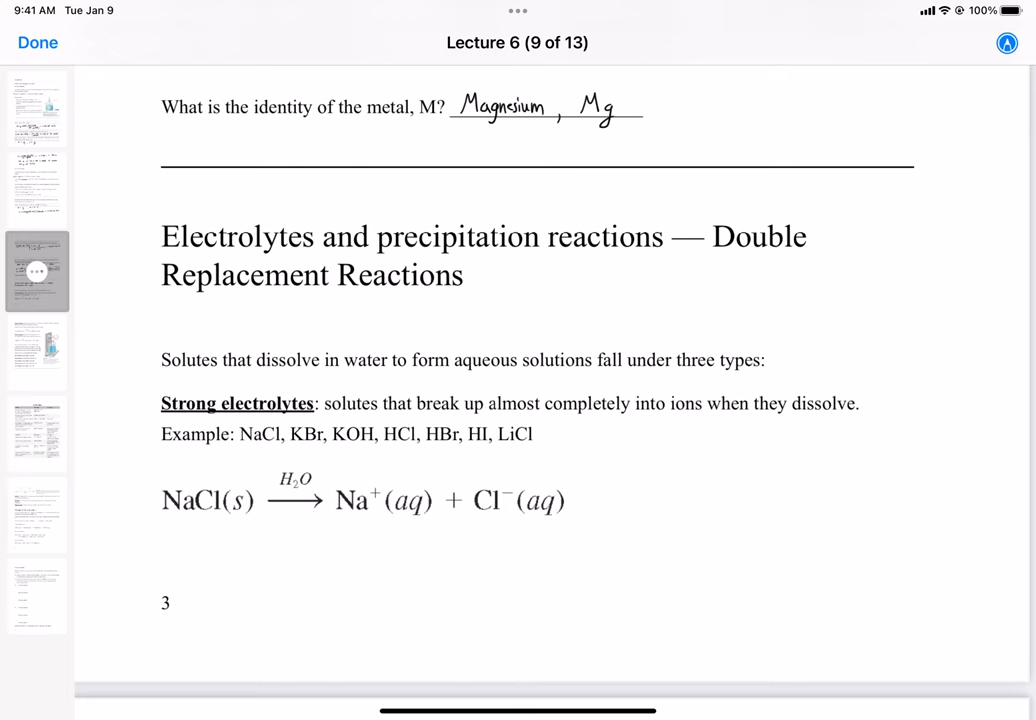 9:41 AM Tue Jan 9
100%
Done
Lecture 6 (9 of 13)
What is the identity of the metal, M? Magnesium, Mg
Electrolytes and precipitation reactions — Double
Replacement Reactions
Solutes that dissolve in water to form aqueous solutions fall under three types:
Strong electrolytes: solutes that break up almost completely into ions when they dissolve.
Example: NaCl, KBr, KOH, HCl, HBr, HI, LiCl
H₂O
NaCl(s) ⟶ Na⁺(aq) + Cl⁻(aq)
3